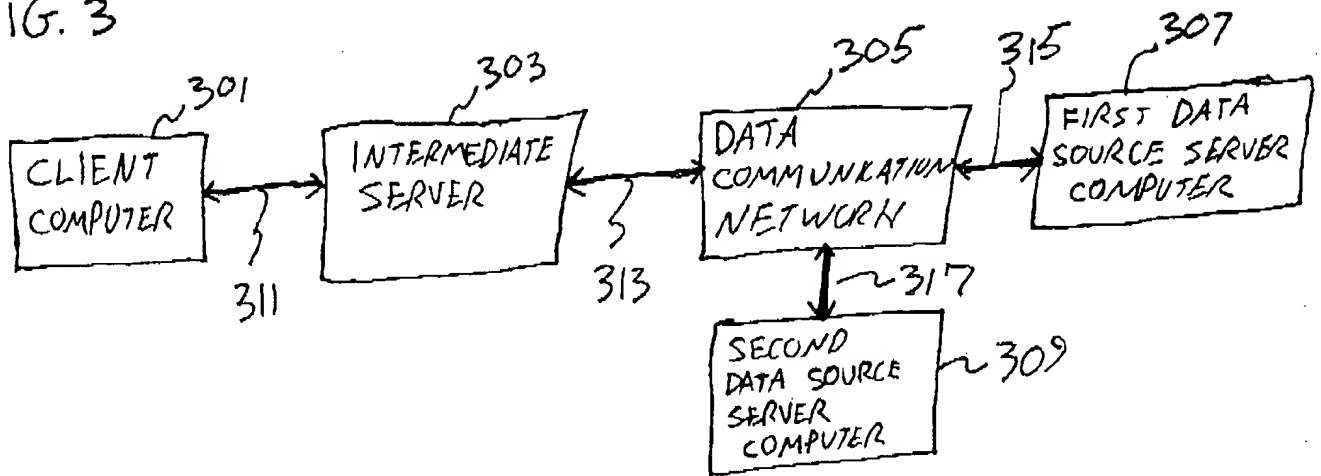 IG. 3
301
CLIENT
COMPUTER
311
303
INTERMEDIATE
SERVER
313
305
DATA
COMMUNICATION
NETWORK
315
307
FIRST DATA
SOURCE SERVER
COMPUTER
317
SECOND
DATA SOURCE
SERVER
COMPUTER
309